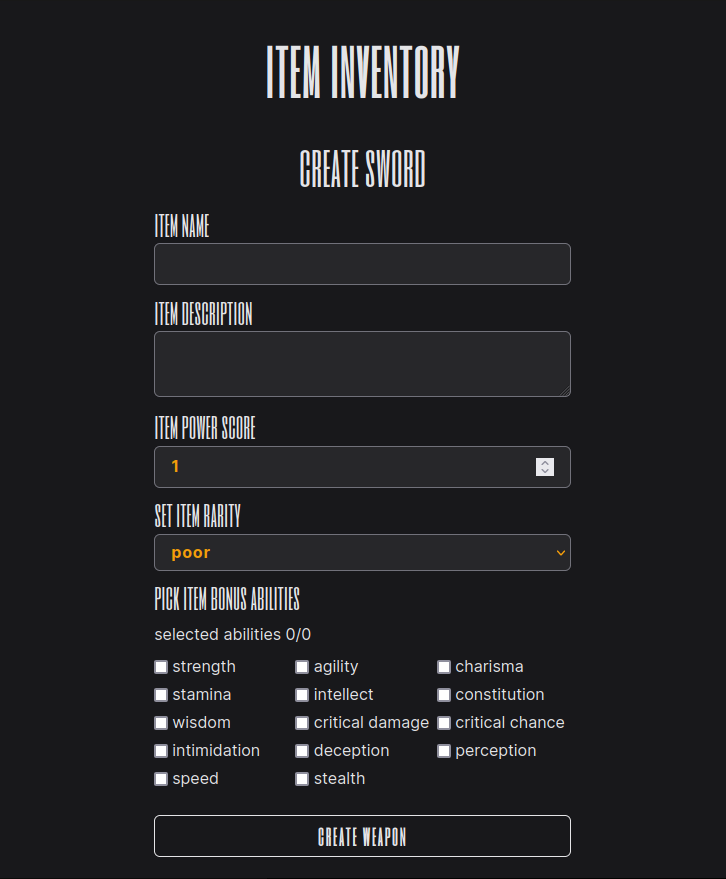 ITEM INVENTORY
CREATE SWORD
ITEM NAME
ITEM DESCRIPTION
ITEM POWER SCORE
1
SET ITEM RARITY
poor
PICK ITEM BONUS ABILITIES
selected abilities 0/0
strength agility charisma
stamina intellect constitution
wisdom critical damage critical chance
intimidation deception perception
speed stealth
CREATE WEAPON